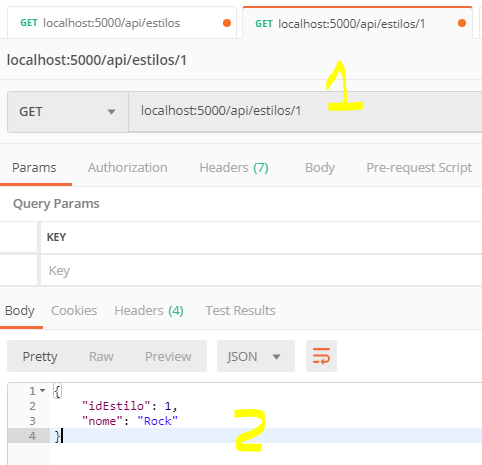 GET localhost:5000/api/estilos GET localhost:5000/api/estilos/1
localhost:5000/api/estilos/1
1
GET localhost:5000/api/estilos/1
Params Authorization Headers (7) Body Pre-request Script
Query Params
KEY
Key
Body Cookies Headers (4) Test Results
Pretty Raw Preview JSON
1 {
2 "idEstilo": 1,
3 "nome": "Rock"
4 }
2